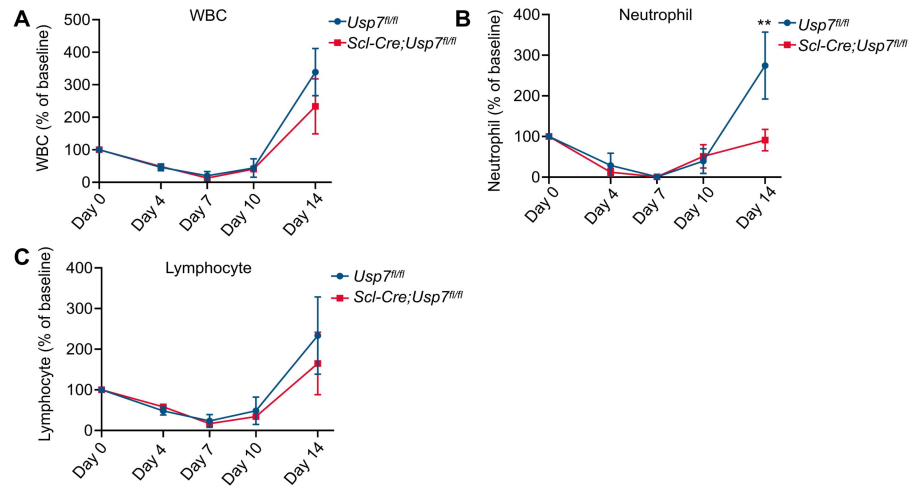 A
WBC
Usp7fl/fl
Scl-Cre;Usp7fl/fl
WBC (% of baseline)
500
400
300
200
100
0
Day 0
Day 4
Day 7
Day 10
Day 14
B
Neutrophil
Usp7fl/fl
Scl-Cre;Usp7fl/fl
**
Neutrophil (% of baseline)
400
300
200
100
0
Day 0
Day 4
Day 7
Day 10
Day 14
C
Lymphocyte
Usp7fl/fl
Scl-Cre;Usp7fl/fl
Lymphocyte (% of baseline)
400
300
200
100
0
Day 0
Day 4
Day 7
Day 10
Day 14